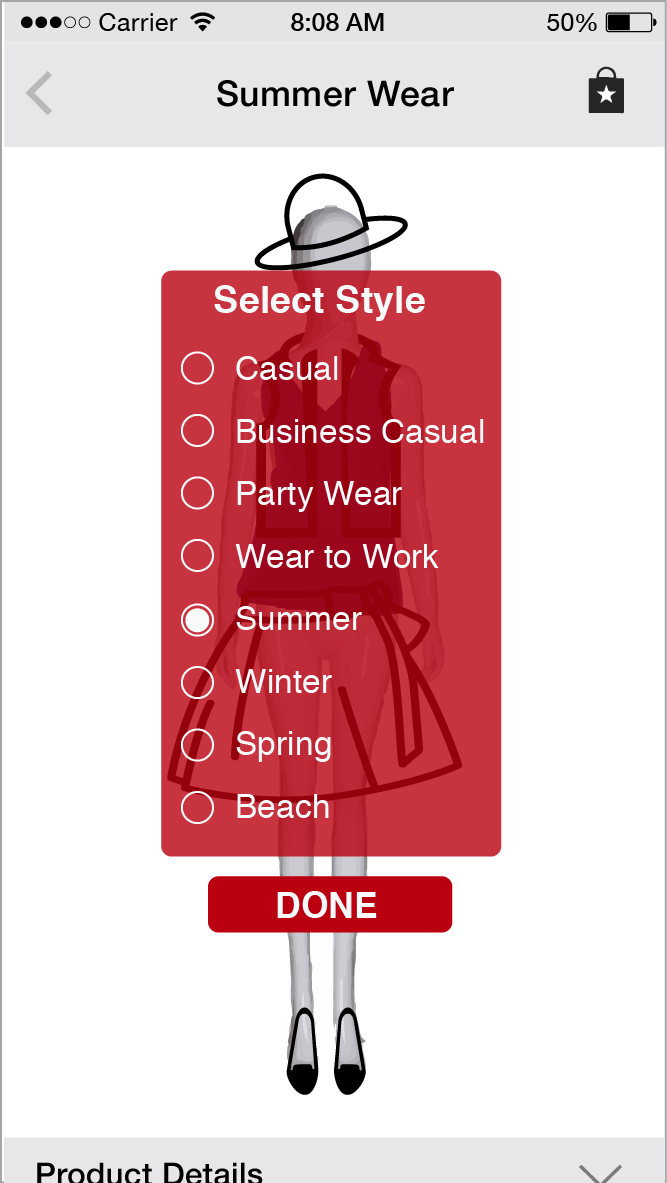 Carrier 8:08 AM 50%
Summer Wear
Select Style
Casual
Business Casual
Party Wear
Wear to Work
Summer
Winter
Spring
Beach
DONE
Product Details